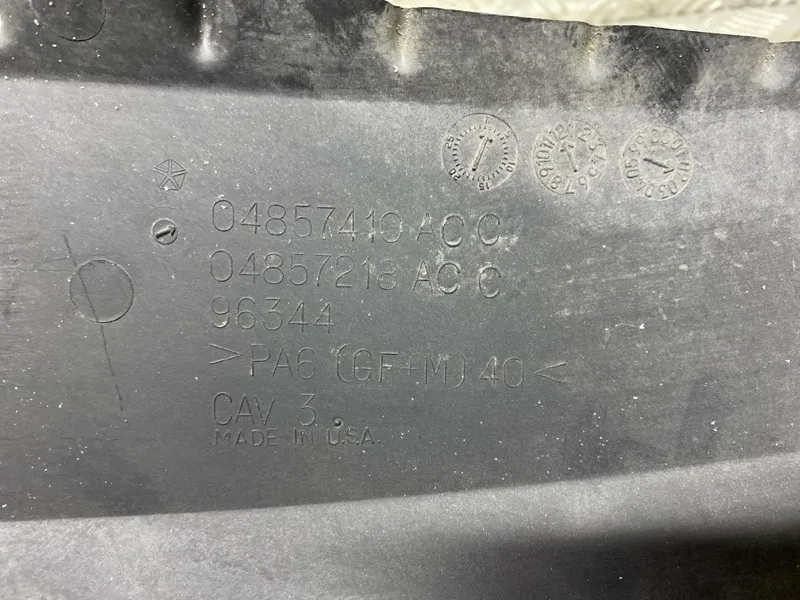 04857410 AC C
04857218 AC C
96344
>PA6 (GF+M) 40<
CAV 3
MADE IN U.S.A.